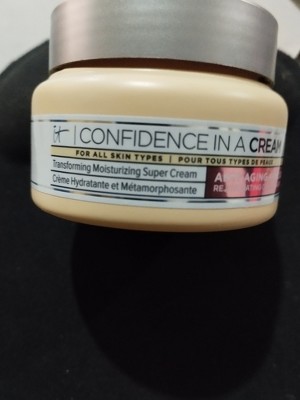 it | CONFIDENCE IN A CREAM
FOR ALL SKIN TYPES | POUR TOUS TYPES DE PEAUX
Transforming Moisturizing Super Cream
Crème Hydratante et Métamorphosante